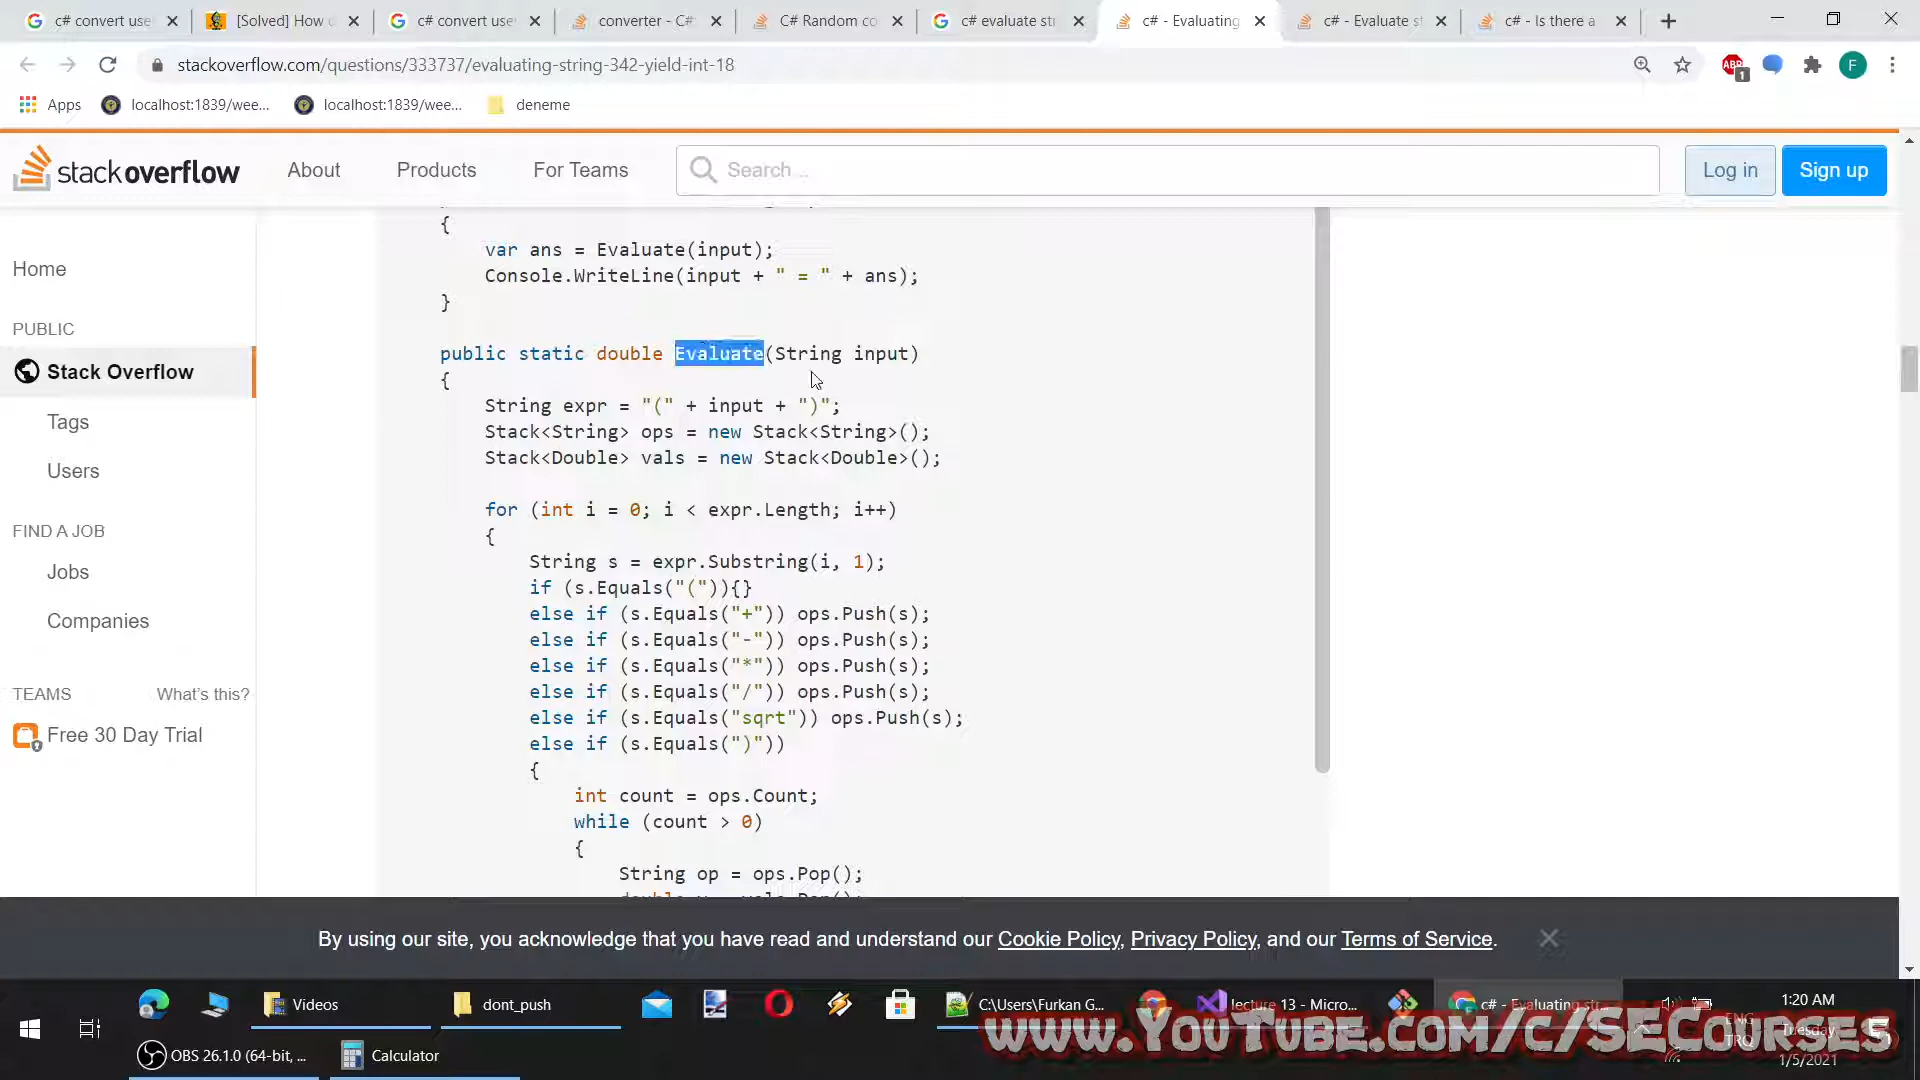 c# convert use
[Solved] How
c# convert use
converter - C#
C# Random co
c# evaluate st
c# - Evaluating
c# - Evaluate s
c# - Is there a
stackoverflow.com/questions/333737/evaluating-string-342-yield-int-18
ABP
1
F
Apps
localhost:1839/wee...
localhost:1839/wee...
deneme
stackoverflow
About
Products
For Teams
Search...
Log in
Sign up
Home
PUBLIC
Stack Overflow
Tags
Users
FIND A JOB
Jobs
Companies
TEAMS
What's this?
Free 30 Day Trial
{
var ans = Evaluate(input);
Console.WriteLine(input + " = " + ans);
}
public static double Evaluate(String input)
{
String expr = "(" + input + ")";
Stack<String> ops = new Stack<String>();
Stack<Double> vals = new Stack<Double>();
for (int i = 0; i < expr.Length; i++)
{
String s = expr.Substring(i, 1);
if (s.Equals("(")){}
else if (s.Equals("+")) ops.Push(s);
else if (s.Equals("-")) ops.Push(s);
else if (s.Equals("*")) ops.Push(s);
else if (s.Equals("/")) ops.Push(s);
else if (s.Equals("sqrt")) ops.Push(s);
else if (s.Equals(")"))
{
int count = ops.Count;
while (count > 0)
{
String op = ops.Pop();
By using our site, you acknowledge that you have read and understand our Cookie Policy, Privacy Policy, and our Terms of Service.
Videos
dont_push
C:\Users\Furkan G...
lecture 13 - Micro...
c# - Evaluating str...
ENG
TRQ
1:20 AM
Tuesday
1/5/2021
OBS 26.1.0 (64-bit, ...
Calculator
www.YouTube.com/c/SECourses